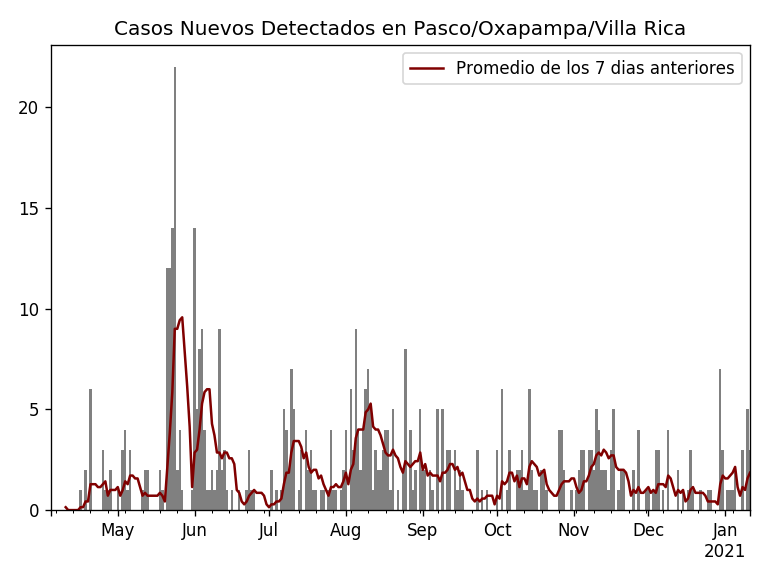 Casos Nuevos Detectados en Pasco/Oxapampa/Villa Rica
Promedio de los 7 dias anteriores
20
15
10
5
0
May Jun Jul Aug Sep Oct Nov Dec Jan
2021